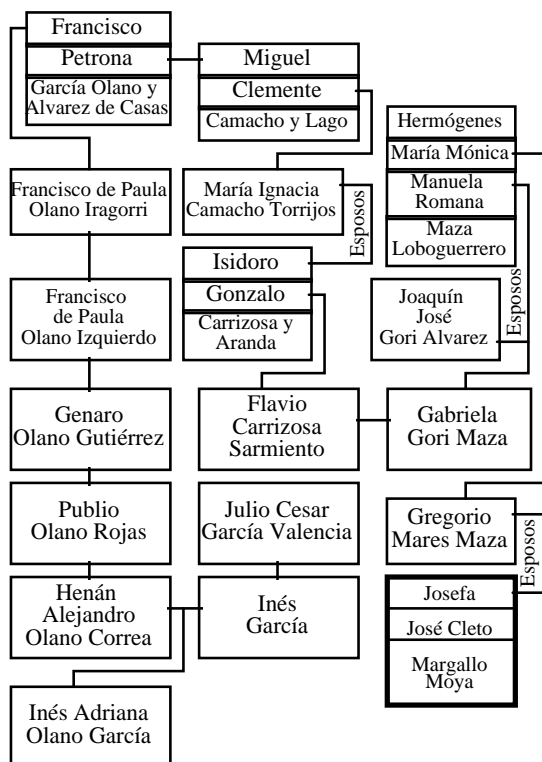 Francisco
Petrona
García Olano y
Alvarez de Casas
Miguel
Clemente
Camacho y Lago
Hermógenes
María Mónica
Manuela
Romana
Maza
Loboguerrero
Francisco de Paula
Olano Iragorri
María Ignacia
Camacho Torrijos
Esposos
Isidoro
Gonzalo
Carrizosa y
Aranda
Joaquín
José
Gori Alvarez
Esposos
Francisco
de Paula
Olano Izquierdo
Genaro
Olano Gutiérrez
Flavio
Carrizosa
Sarmiento
Gabriela
Gori Maza
Publio
Olano Rojas
Julio Cesar
García Valencia
Gregorio
Mares Maza
Esposos
Henán
Alejandro
Olano Correa
Inés
García
Josefa
José Cleto
Margallo
Moya
Inés Adriana
Olano García